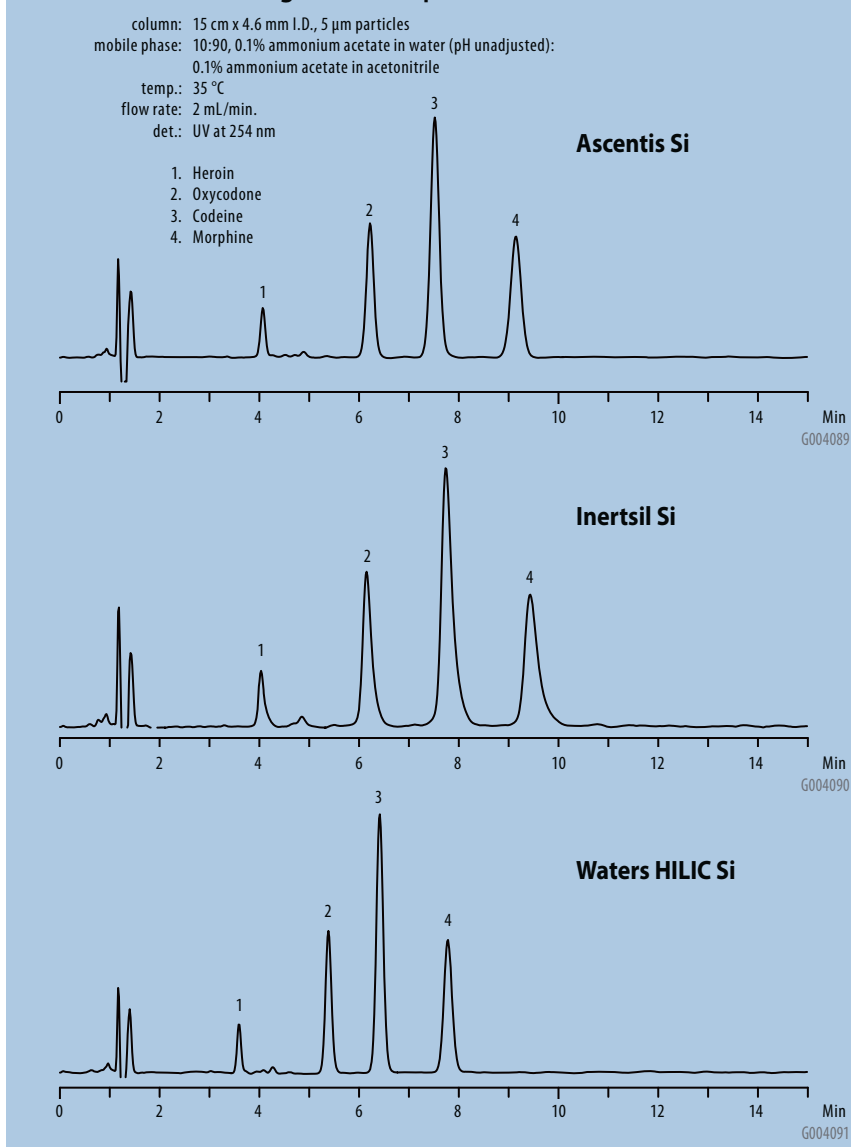 column: 15 cm x 4.6 mm I.D., 5 μm particles
mobile phase: 10:90, 0.1% ammonium acetate in water (pH unadjusted):
0.1% ammonium acetate in acetonitrile
temp.: 35 °C
flow rate: 2 mL/min.
det.: UV at 254 nm
1. Heroin
2. Oxycodone
3. Codeine
4. Morphine
Ascentis Si
1
2
3
4
0 2 4 6 8 10 12 14 Min
G004089
Inertsil Si
1
2
3
4
0 2 4 6 8 10 12 14 Min
G004090
Waters HILIC Si
1
2
3
4
0 2 4 6 8 10 12 14 Min
G004091